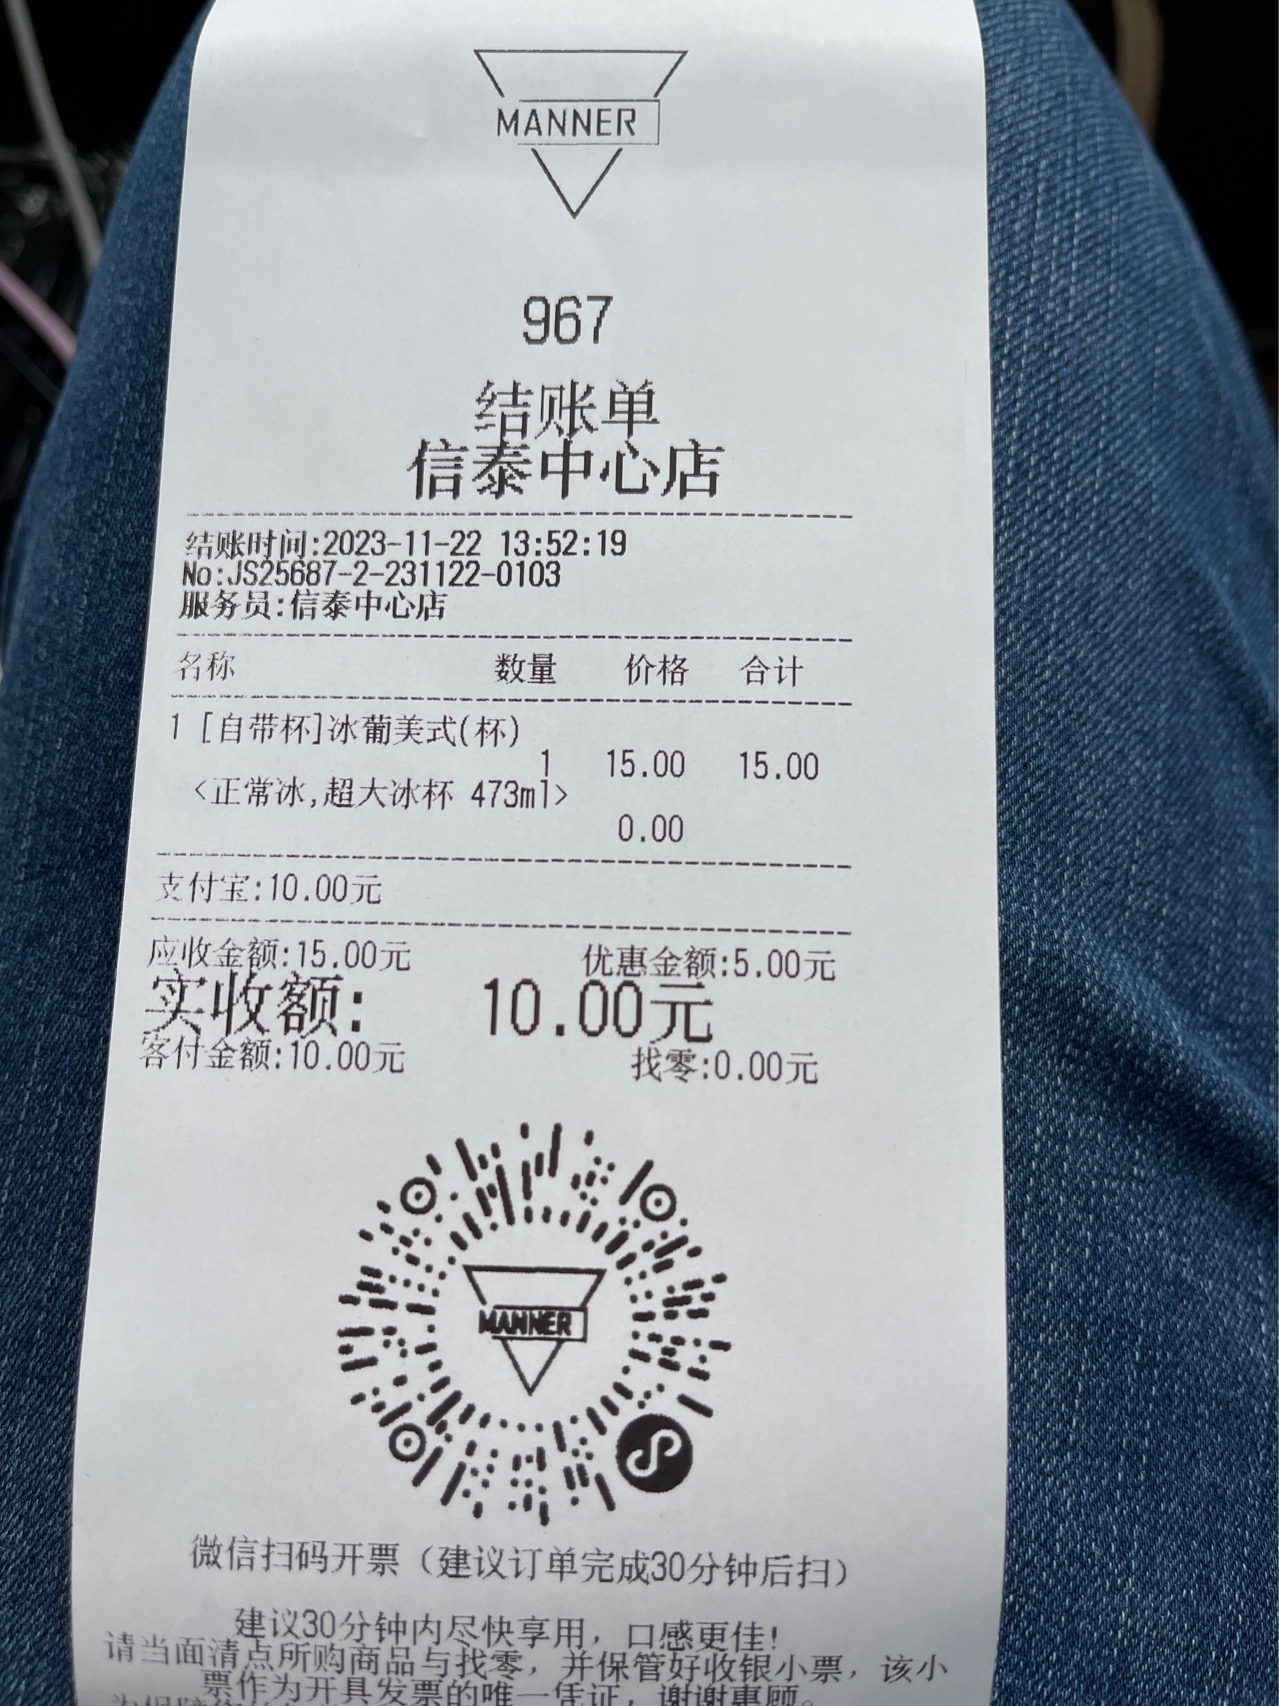 MANNER
967
结账单
信泰中心店
结账时间:2023-11-22 13:52:19
No:JS25687-2-231122-0103
服务员:信泰中心店
名称 数量 价格 合计
1 [自带杯]冰葡美式(杯)
1 15.00 15.00
<正常冰,超大冰杯 473ml>
0.00
支付宝:10.00元
应收金额:15.00元 优惠金额:5.00元
实收额: 10.00元
客付金额:10.00元 找零:0.00元
MANNER
微信扫码开票（建议订单完成30分钟后扫）
建议30分钟内尽快享用，口感更佳!
请当面清点所购商品与找零，并保管好收银小票，该小
票作为开具发票的唯一凭证，谢谢惠顾。